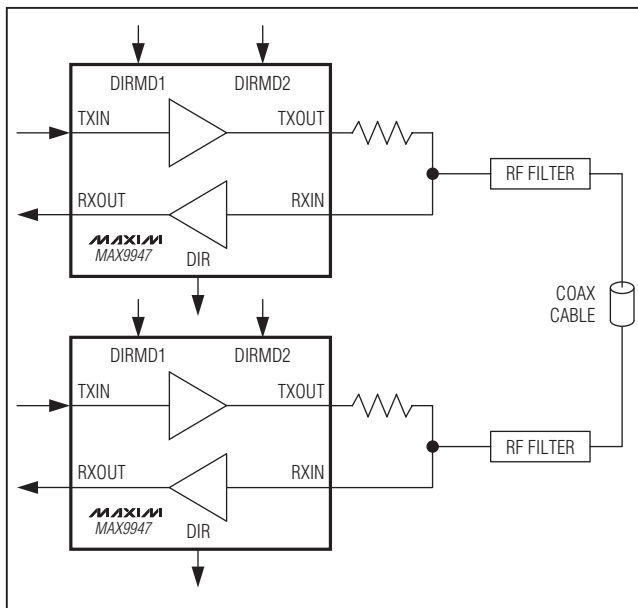 DIRMD1 DIRMD2
TXIN TXOUT
RXOUT RXIN
MAXIM
MAX9947
DIR
RF FILTER
COAX
CABLE
DIRMD1 DIRMD2
TXIN TXOUT
RXOUT RXIN
MAXIM
MAX9947
DIR
RF FILTER